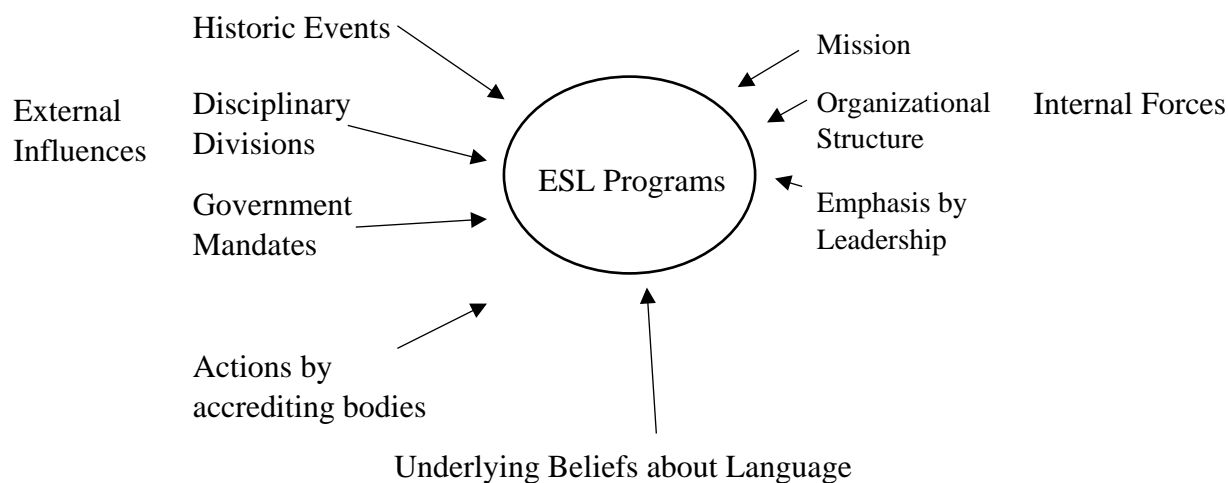 External
Influences
Historic Events
Disciplinary
Divisions
Government
Mandates
Actions by
accrediting bodies
ESL Programs
Mission
Organizational
Structure
Emphasis by
Leadership
Internal Forces
Underlying Beliefs about Language